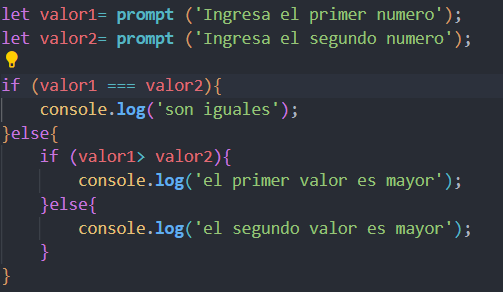 let valor1= prompt ('Ingresa el primer numero');
let valor2= prompt ('Ingresa el segundo numero');
if (valor1 === valor2){
    console.log('son iguales');
}else{
    if (valor1> valor2){
        console.log('el primer valor es mayor');
    }else{
        console.log('el segundo valor es mayor');
    }
}